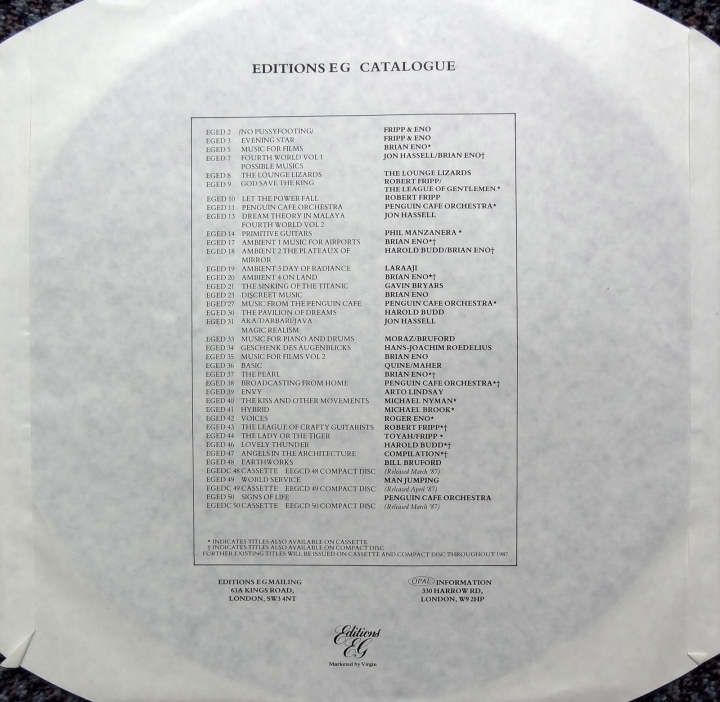 EDITIONS EG CATALOGUE
EGED 2 (NO PUSSYFOOTING) FRIPP & ENO
EGED 3 EVENING STAR FRIPP & ENO
EGED 5 MUSIC FOR FILMS BRIAN ENO*
EGED 7 FOURTH WORLD VOL 1 JON HASSELL/BRIAN ENO†
POSSIBLE MUSICS
EGED 8 THE LOUNGE LIZARDS THE LOUNGE LIZARDS
EGED 9 GOD SAVE THE KING ROBERT FRIPP/
THE LEAGUE OF GENTLEMEN *
EGED 10 LET THE POWER FALL ROBERT FRIPP
EGED 11 PENGUIN CAFE ORCHESTRA PENGUIN CAFE ORCHESTRA*
EGED 13 DREAM THEORY IN MALAYA JON HASSELL
FOURTH WORLD VOL 2
EGED 14 PRIMITIVE GUITARS PHIL MANZANERA *
EGED 17 AMBIENT 1 MUSIC FOR AIRPORTS BRIAN ENO*†
EGED 18 AMBIENT 2 THE PLATEAUX OF HAROLD BUDD/BRIAN ENO†
MIRROR
EGED 19 AMBIENT 3 DAY OF RADIANCE LARAAJI
EGED 20 AMBIENT 4 ON LAND BRIAN ENO*†
EGED 21 THE SINKING OF THE TITANIC GAVIN BRYARS
EGED 23 DISCREET MUSIC BRIAN ENO
EGED 27 MUSIC FROM THE PENGUIN CAFE PENGUIN CAFE ORCHESTRA*
EGED 30 THE PAVILION OF DREAMS HAROLD BUDD
EGED 31 AKA/DARBARI/JAVA JON HASSELL
MAGIC REALISM
EGED 33 MUSIC FOR PIANO AND DRUMS MORAZ/BRUFORD
EGED 34 GESCHENK DES AUGENBLICKS HANS-JOACHIM ROEDELIUS
EGED 35 MUSIC FOR FILMS VOL 2 BRIAN ENO
EGED 36 BASIC QUINE/MAHER
EGED 37 THE PEARL BRIAN ENO*†
EGED 38 BROADCASTING FROM HOME PENGUIN CAFE ORCHESTRA*†
EGED 39 ENVY ARTO LINDSAY
EGED 40 THE KISS AND OTHER MOVEMENTS MICHAEL NYMAN*
EGED 41 HYBRID MICHAEL BROOK*
EGED 42 VOICES ROGER ENO*
EGED 43 THE LEAGUE OF CRAFTY GUITARISTS ROBERT FRIPP*†
EGED 44 THE LADY OR THE TIGER TOYAH/FRIPP *
EGED 46 LOVELY THUNDER HAROLD BUDD*†
EGED 47 ANGELS IN THE ARCHITECTURE COMPILATION*†
EGED 48 EARTHWORKS BILL BRUFORD
EGEDC 48 CASSETTE EEGCD 48 COMPACT DISC (Released March '87)
EGED 49 WORLD SERVICE MAN JUMPING
EGEDC 49 CASSETTE EEGCD 49 COMPACT DISC (Released April '87)
EGED 50 SIGNS OF LIFE PENGUIN CAFE ORCHESTRA
EGEDC 50 CASSETTE EEGCD 50 COMPACT DISC (Released March '87)
* INDICATES TITLES ALSO AVAILABLE ON CASSETTE
† INDICATES TITLES ALSO AVAILABLE ON COMPACT DISC
FURTHER EXISTING TITLES WILL BE ISSUED ON CASSETTE AND COMPACT DISC THROUGHOUT 1987
EDITIONS EG MAILING
63A KINGS ROAD,
LONDON, SW3 4NT
OPAL INFORMATION
330 HARROW RD,
LONDON, W9 2HP
Editions
EG
Marketed by Virgin